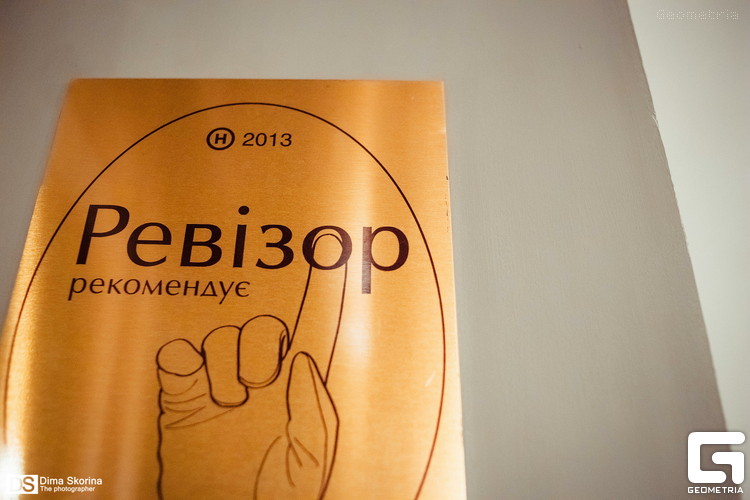 Geometria
Ⓗ 2013
Ревізор
рекомендує
DS Dima Skorina
The photographer
GEOMETRIA